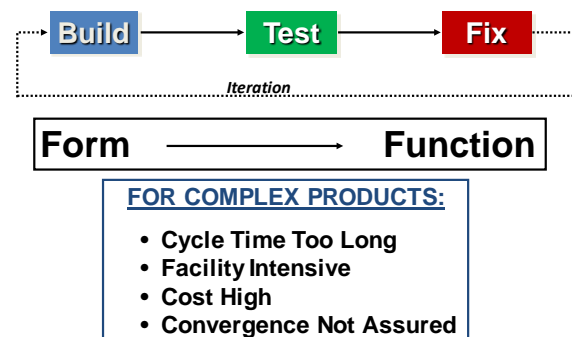 Build Test Fix
Iteration
Form Function
FOR COMPLEX PRODUCTS:
• Cycle Time Too Long
• Facility Intensive
• Cost High
• Convergence Not Assured